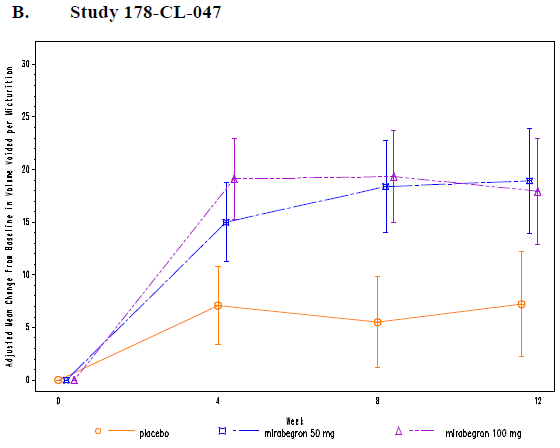 B. Study 178-CL-047
Adjusted Mean Change from Baseline in Volume Voided per Micturition
30
25
20
15
10
5
0
0 4 8 12
Week
placebo mirabegron 50 mg mirabegron 100 mg